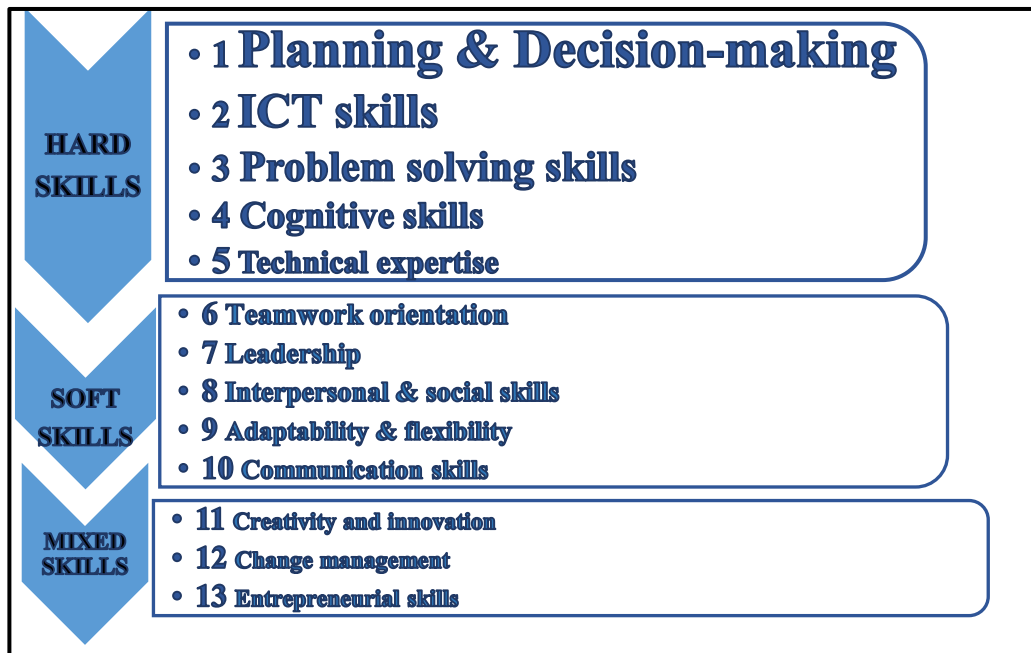 HARD
SKILLS
• 1 Planning & Decision-making
• 2 ICT skills
• 3 Problem solving skills
• 4 Cognitive skills
• 5 Technical expertise
SOFT
SKILLS
• 6 Teamwork orientation
• 7 Leadership
• 8 Interpersonal & social skills
• 9 Adaptability & flexibility
• 10 Communication skills
MIXED
SKILLS
• 11 Creativity and innovation
• 12 Change management
• 13 Entrepreneurial skills